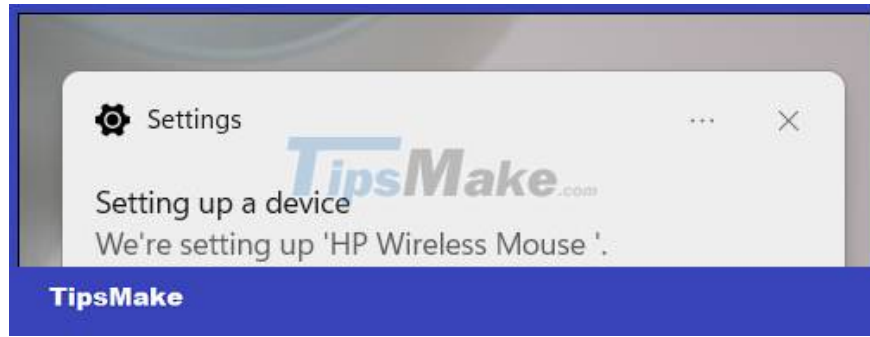 Settings
TipsMake.com
Setting up a device
We're setting up 'HP Wireless Mouse '.
TipsMake